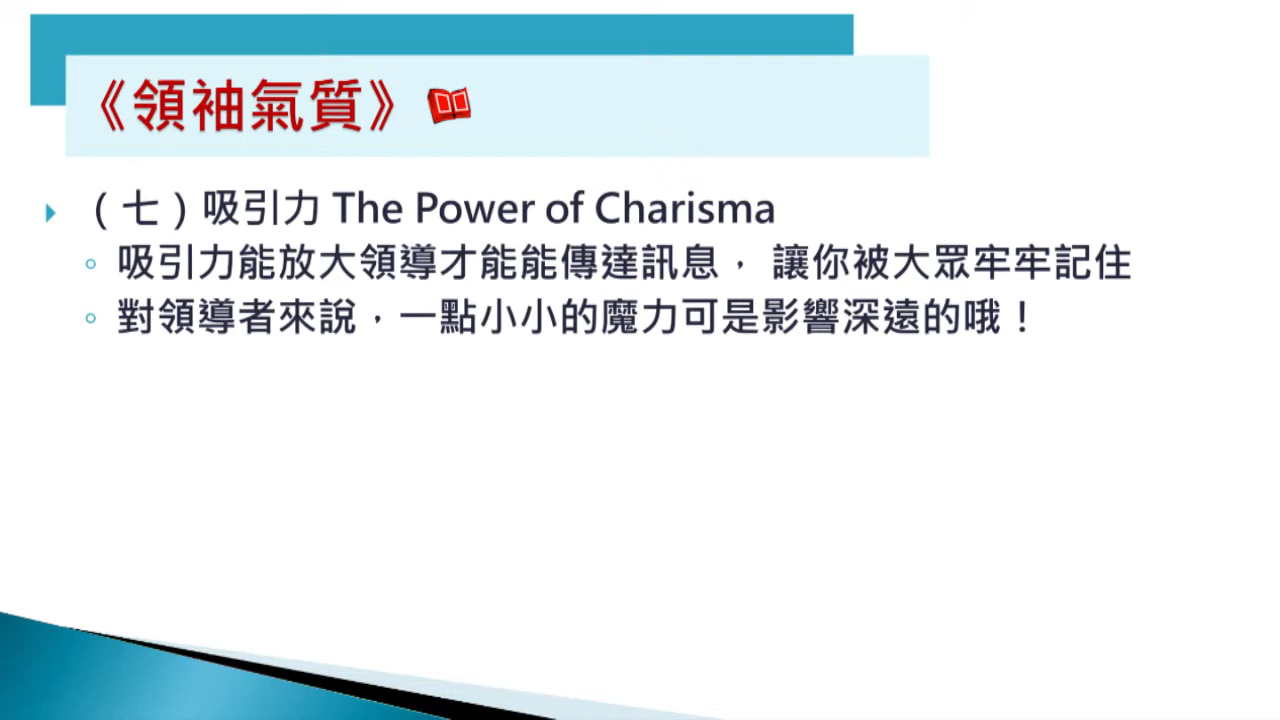 《領袖氣質》
（七）吸引力 The Power of Charisma
吸引力能放大領導才能能傳達訊息， 讓你被大眾牢牢記住
對領導者來說，一點小小的魔力可是影響深遠的哦！